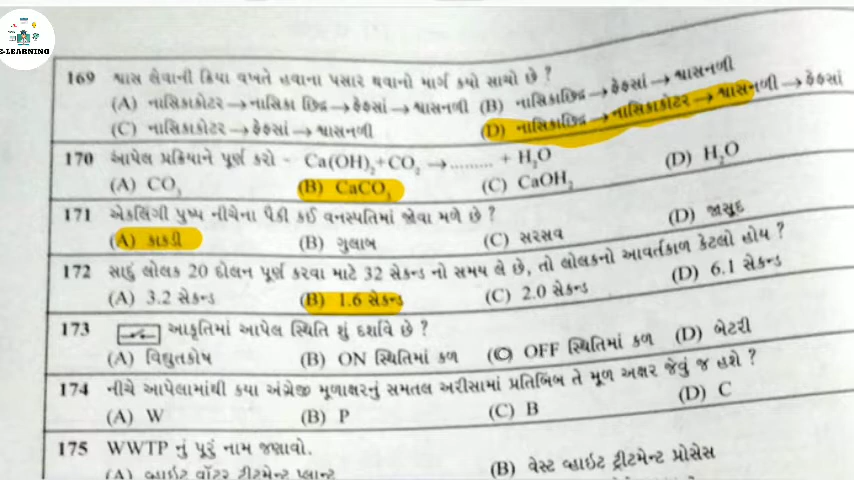 E-LEARNING
169 શ્વાસ લેવાની ક્રિયા વખતે હવાના પસાર થવાનો માર્ગ કયો સાચો છે ?
(A) નાસિકાકોટર → નાસિકા છિદ્ર → ફેફસાં → શ્વાસનળી (B) નાસિકાછિદ્ર → ફેફસાં → શ્વાસનળી
(C) નાસિકાકોટર → ફેફસાં → શ્વાસનળી (D) નાસિકાછિદ્ર → નાસિકાકોટર → શ્વાસનળી → ફેફસાં
170 આપેલ પ્રક્રિયાને પૂર્ણ કરો - Ca(OH)₂+CO₂ → ......... + H₂O
(A) CO₃ (B) CaCO₃ (C) CaOH₂ (D) H₂O
171 એકલિંગી પુષ્પ નીચેના પૈકી કઈ વનસ્પતિમાં જોવા મળે છે ?
(A) કાકડી (B) ગુલાબ (C) સરસવ (D) જાસૂદ
172 સાદું લોલક 20 દોલન પૂર્ણ કરવા માટે 32 સેકન્ડ નો સમય લે છે, તો લોલકનો આવર્તકાળ કેટલો હોય ?
(A) 3.2 સેકન્ડ (B) 1.6 સેકન્ડ (C) 2.0 સેકન્ડ (D) 6.1 સેકન્ડ
173 આકૃતિમાં આપેલ સ્થિતિ શું દર્શાવે છે ?
(A) વિદ્યુતકોષ (B) ON સ્થિતિમાં કળ (C) OFF સ્થિતિમાં કળ (D) બેટરી
174 નીચે આપેલામાંથી કયા અંગ્રેજી મૂળાક્ષરનું સમતલ અરીસામાં પ્રતિબિંબ તે મૂળ અક્ષર જેવું જ હશે ?
(A) W (B) P (C) B (D) C
175 WWTP નું પૂરું નામ જણાવો.
(A) વ્હાઇટ વૉટર ટ્રીટમેન્ટ પ્લાન્ટ (B) વેસ્ટ વ્હાઇટ ટ્રીટમેન્ટ પ્રોસેસ